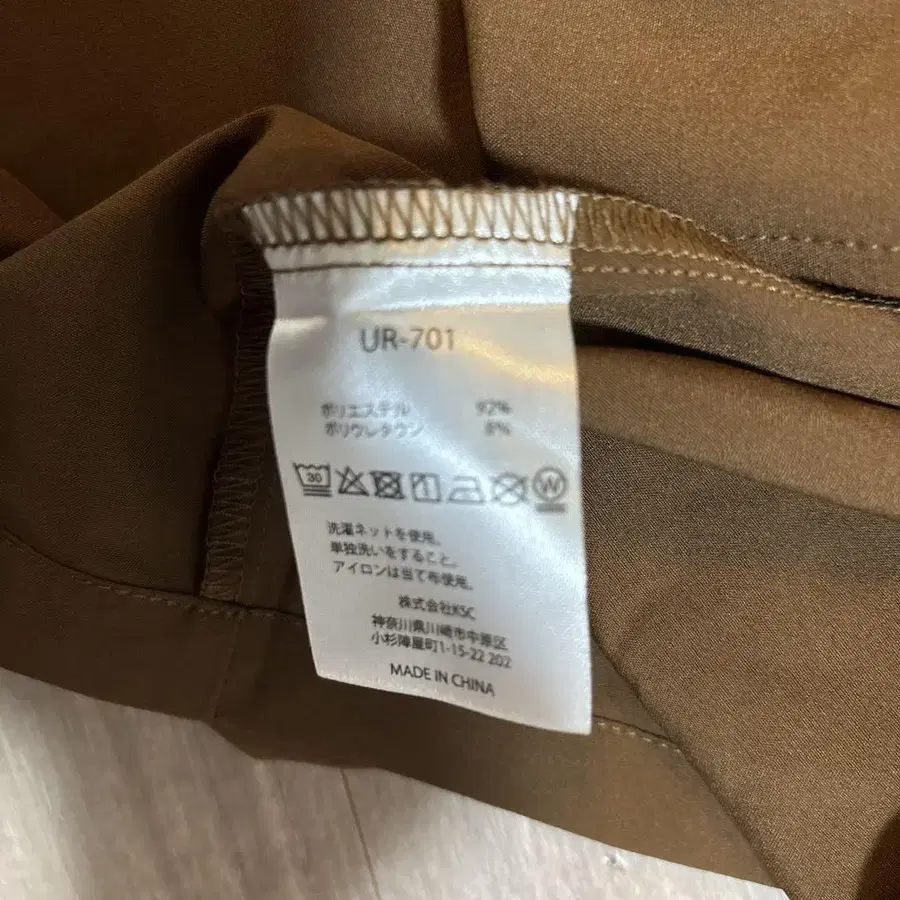 UR-701
ポリエステル 92%
ポリウレタン 8%
30 W
洗濯ネットを使用。
単独洗いをすること。
アイロンは当て布使用。
株式会社KSC
神奈川県川崎市中原区
小杉陣屋町1-15-22 202
MADE IN CHINA